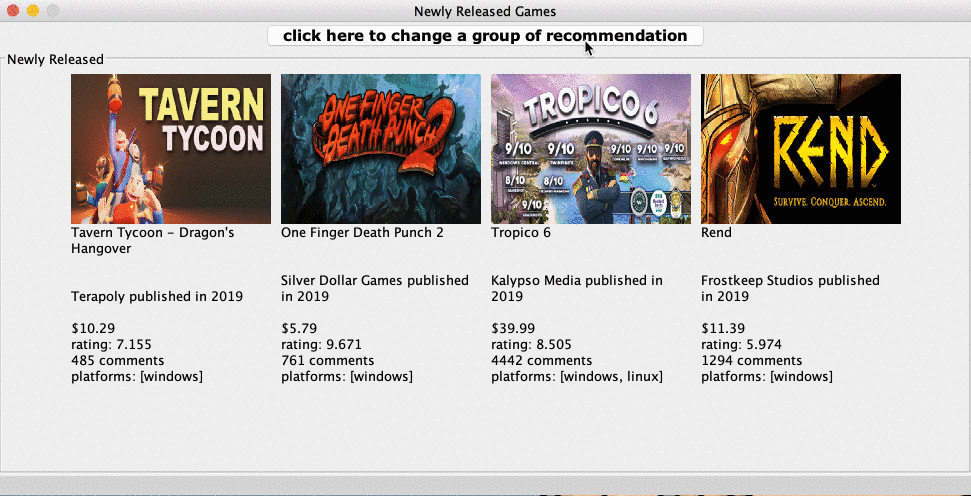 Newly Released Games
click here to change a group of recommendation
Newly Released
TAVERN
TYCOON
ONE FINGER
DEATH PUNCH
2
TROPICO 6
9/10
WINDOWS CENTRAL
9/10
TWINFINITE
9/10
9/10
9/10
8/10
8/10
9/10
REND
SURVIVE. CONQUER. ASCEND.
Tavern Tycoon - Dragon's
Hangover
Terapoly published in 2019
$10.29
rating: 7.155
485 comments
platforms: [windows]
One Finger Death Punch 2
Silver Dollar Games published
in 2019
$5.79
rating: 9.671
761 comments
platforms: [windows]
Tropico 6
Kalypso Media published in
2019
$39.99
rating: 8.505
4442 comments
platforms: [windows, linux]
Rend
Frostkeep Studios published
in 2019
$11.39
rating: 5.974
1294 comments
platforms: [windows]